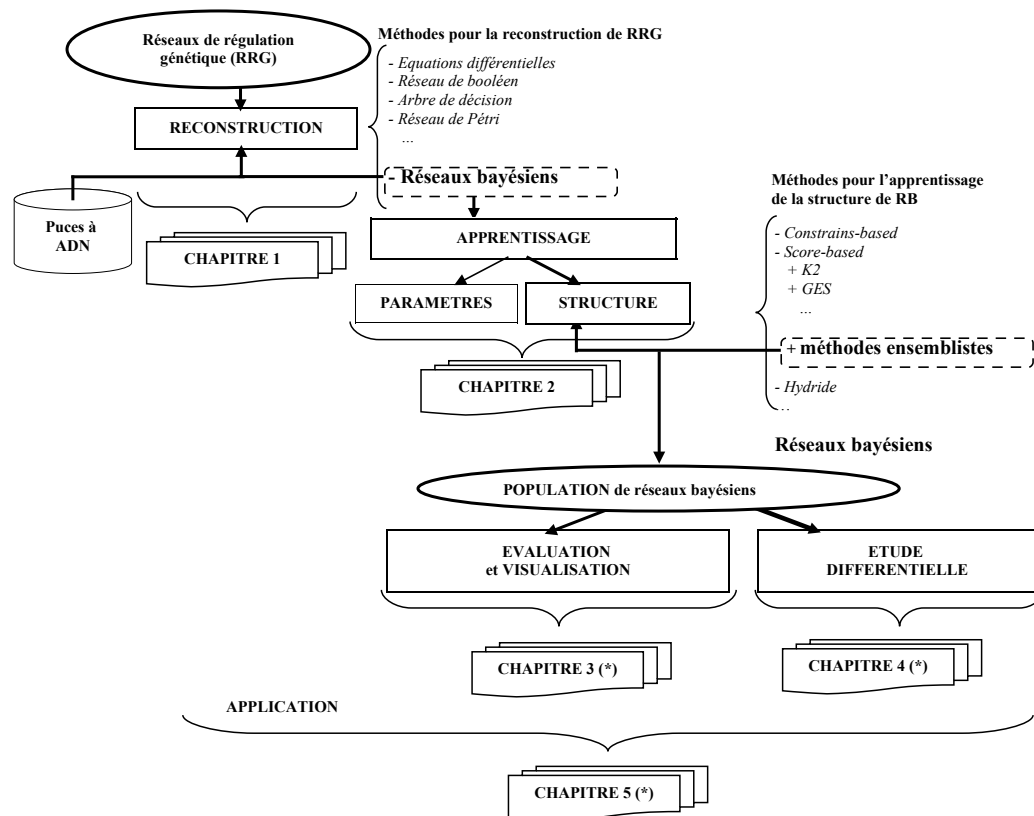 Réseaux de régulation
génétique (RRG)
Méthodes pour la reconstruction de RRG
- Equations différentielles
- Réseau de booléen
- Arbre de décision
- Réseau de Pétri
...
RECONSTRUCTION
- Réseaux bayésiens
Puces à
ADN
CHAPITRE 1
APPRENTISSAGE
Méthodes pour l'apprentissage
de la structure de RB
- Constrains-based
- Score-based
+ K2
+ GES
...
PARAMETRES
STRUCTURE
+ méthodes ensemblistes
CHAPITRE 2
- Hydride
...
Réseaux bayésiens
POPULATION de réseaux bayésiens
EVALUATION
et VISUALISATION
ETUDE
DIFFERENTIELLE
CHAPITRE 3 (*)
CHAPITRE 4 (*)
APPLICATION
CHAPITRE 5 (*)